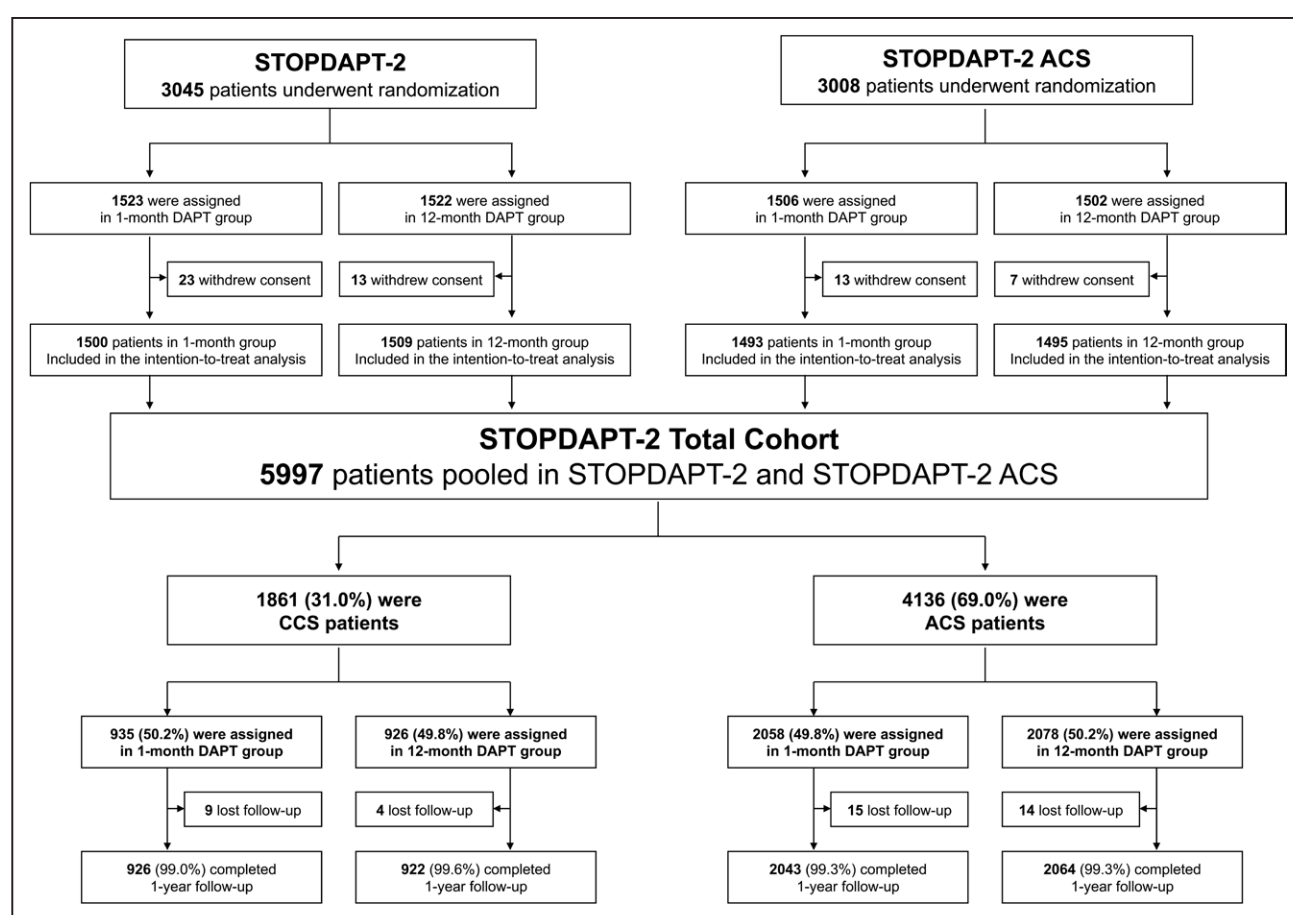 STOPDAPT-2
3045 patients underwent randomization
STOPDAPT-2 ACS
3008 patients underwent randomization
1523 were assigned
in 1-month DAPT group
1522 were assigned
in 12-month DAPT group
1506 were assigned
in 1-month DAPT group
1502 were assigned
in 12-month DAPT group
23 withdrew consent
13 withdrew consent
13 withdrew consent
7 withdrew consent
1500 patients in 1-month group
Included in the intention-to-treat analysis
1509 patients in 12-month group
Included in the intention-to-treat analysis
1493 patients in 1-month group
Included in the intention-to-treat analysis
1495 patients in 12-month group
Included in the intention-to-treat analysis
STOPDAPT-2 Total Cohort
5997 patients pooled in STOPDAPT-2 and STOPDAPT-2 ACS
1861 (31.0%) were
CCS patients
4136 (69.0%) were
ACS patients
935 (50.2%) were assigned
in 1-month DAPT group
926 (49.8%) were assigned
in 12-month DAPT group
2058 (49.8%) were assigned
in 1-month DAPT group
2078 (50.2%) were assigned
in 12-month DAPT group
9 lost follow-up
4 lost follow-up
15 lost follow-up
14 lost follow-up
926 (99.0%) completed
1-year follow-up
922 (99.6%) completed
1-year follow-up
2043 (99.3%) completed
1-year follow-up
2064 (99.3%) completed
1-year follow-up